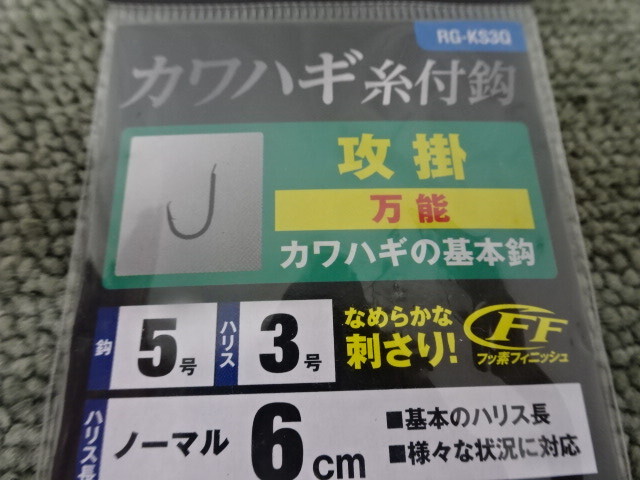 RG-KS3Q
カワハギ糸付鈎
攻掛
万能
カワハギの基本鈎
鈎 5号 ハリス 3号
なめらかな
刺さり!
FF
フッ素フィニッシュ
ハリス長 ノーマル 6cm
■基本のハリス長
■様々な状況に対応